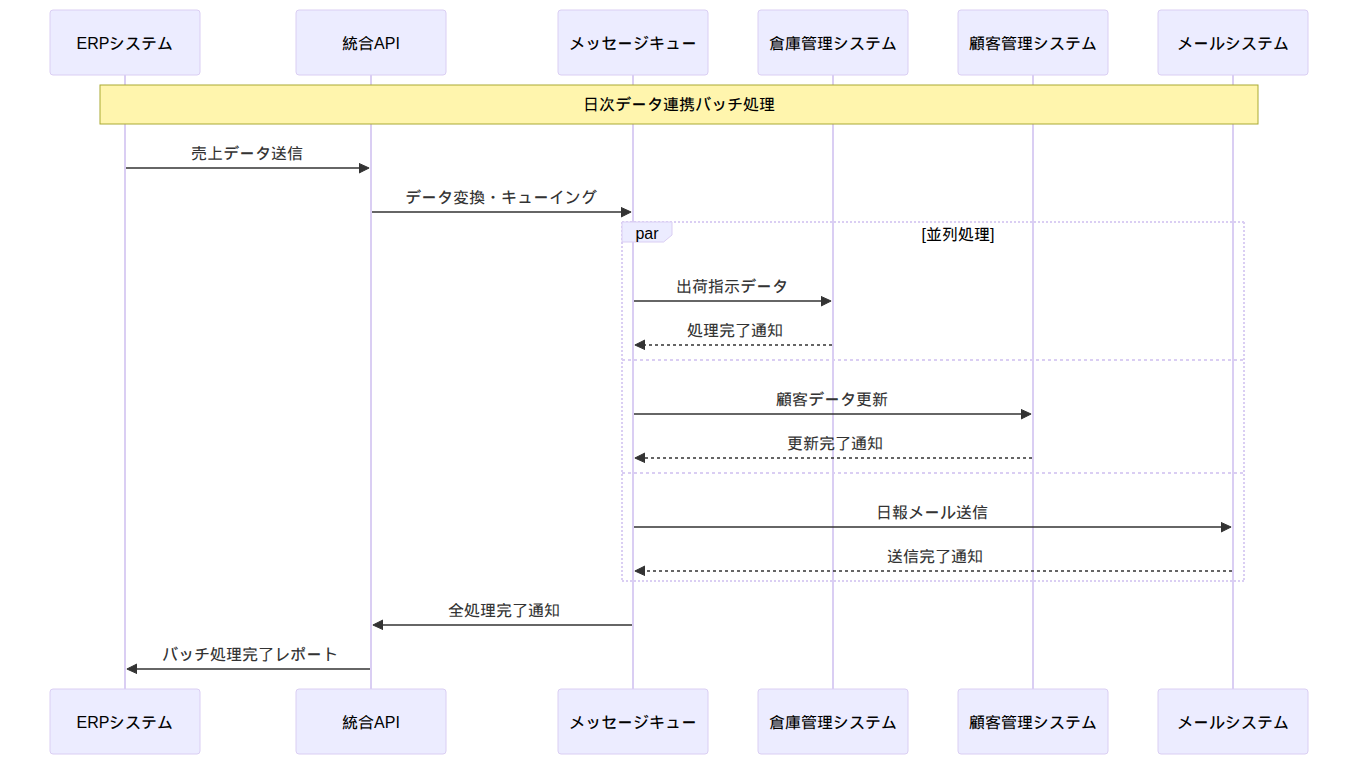 ERPシステム
統合API
メッセージキュー
倉庫管理システム
顧客管理システム
メールシステム
日次データ連携バッチ処理
売上データ送信
データ変換・キューイング
par
[並列処理]
出荷指示データ
処理完了通知
顧客データ更新
更新完了通知
日報メール送信
送信完了通知
全処理完了通知
バッチ処理完了レポート
ERPシステム
統合API
メッセージキュー
倉庫管理システム
顧客管理システム
メールシステム